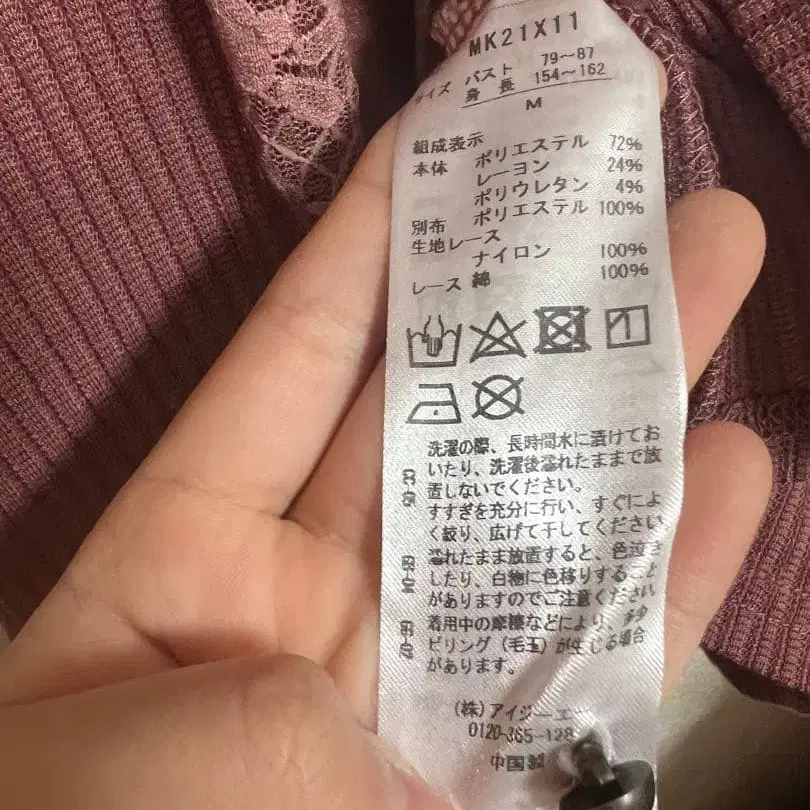 MK21X11
サイズ バスト 79～87
身長 154～162
M
組成表示
本体 ポリエステル 72%
レーヨン 24%
ポリウレタン 4%
別布 ポリエステル 100%
生地レース
ナイロン 100%
レース 綿 100%
洗濯の際、長時間水に漬けてお
いたり、洗濯後濡れたままで放
置しないでください。
すすぎを充分に行い、すぐによ
く絞り、広げて干してください
濡れたまま放置すると、色泣き
したり、白物に色移りすること
がありますのでご注意ください
着用中の摩擦などにより、多少
ピリング(毛玉)が生じる場合
があります。
(株)アイジーエー
0120-365-128
中国製